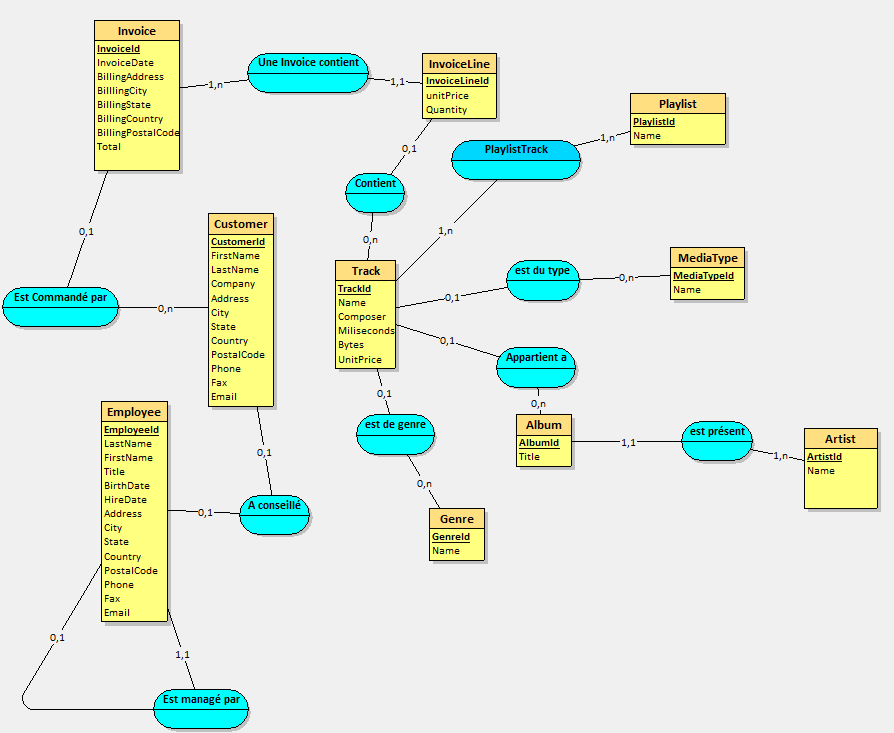 Invoice
InvoiceId
InvoiceDate
BillingAddress
BilllingCity
BillingState
BillingCountry
BillingPostalCode
Total
1,n
Une Invoice contient
1,1
InvoiceLine
InvoiceLineId
unitPrice
Quantity
0,1
Contient
0,n
PlaylistTrack
1,n
Playlist
PlaylistId
Name
1,n
0,1
Est Commandé par
0,n
Customer
CustomerId
FirstName
LastName
Company
Address
City
State
Country
PostalCode
Phone
Fax
Email
Track
TrackId
Name
Composer
Miliseconds
Bytes
UnitPrice
0,1
est du type
0,n
MediaType
MediaTypeId
Name
0,1
Appartient a
0,n
Album
AlbumId
Title
1,1
est présent
1,n
Artist
ArtistId
Name
0,1
est de genre
0,n
Genre
GenreId
Name
0,1
A conseillé
0,1
Employee
EmployeeId
LastName
FirstName
Title
BirthDate
HireDate
Address
City
State
Country
PostalCode
Phone
Fax
Email
0,1
1,1
Est managé par